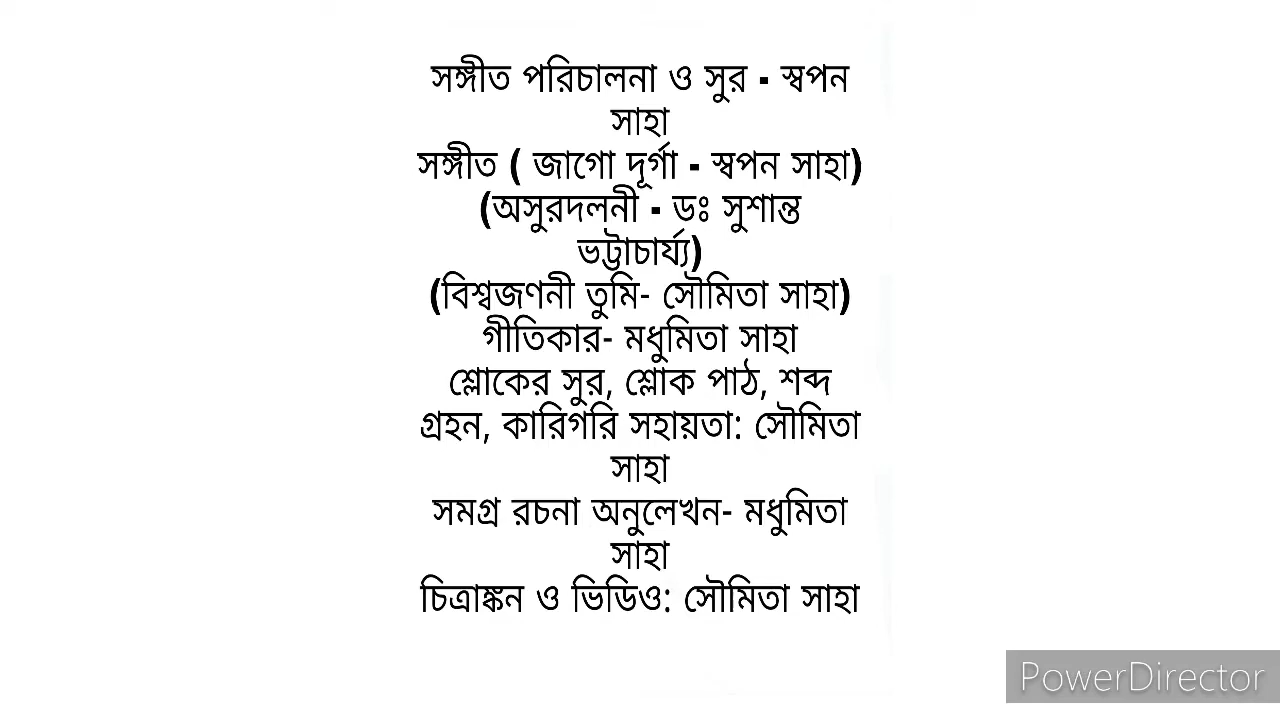 সঙ্গীত পরিচালনা ও সুর - স্বপন
সাহা
সঙ্গীত ( জাগো দূর্গা - স্বপন সাহা)
(অসুরদলনী - ডঃ সুশান্ত
ভট্টাচার্য্য)
(বিশ্বজণনী তুমি- সৌমিতা সাহা)
গীতিকার- মধুমিতা সাহা
শ্লোকের সুর, শ্লোক পাঠ, শব্দ
গ্রহন, কারিগরি সহায়তা: সৌমিতা
সাহা
সমগ্র রচনা অনুলেখন- মধুমিতা
সাহা
চিত্রাঙ্কন ও ভিডিও: সৌমিতা সাহা
PowerDirector